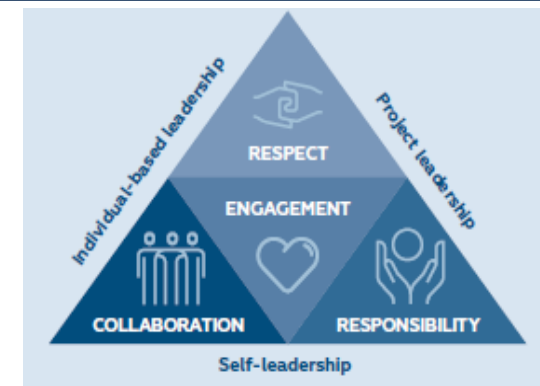 Individual-based leadership
Project leadership
RESPECT
ENGAGEMENT
COLLABORATION
RESPONSIBILITY
Self-leadership